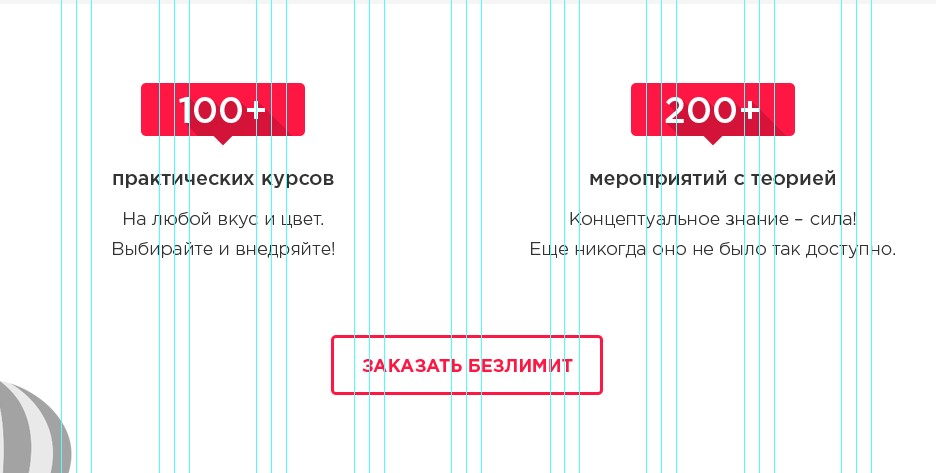 100+
практических курсов
На любой вкус и цвет.
Выбирайте и внедряйте!
200+
мероприятий с теорией
Концептуальное знание – сила!
Еще никогда оно не было так доступно.
ЗАКАЗАТЬ БЕЗЛИМИТ